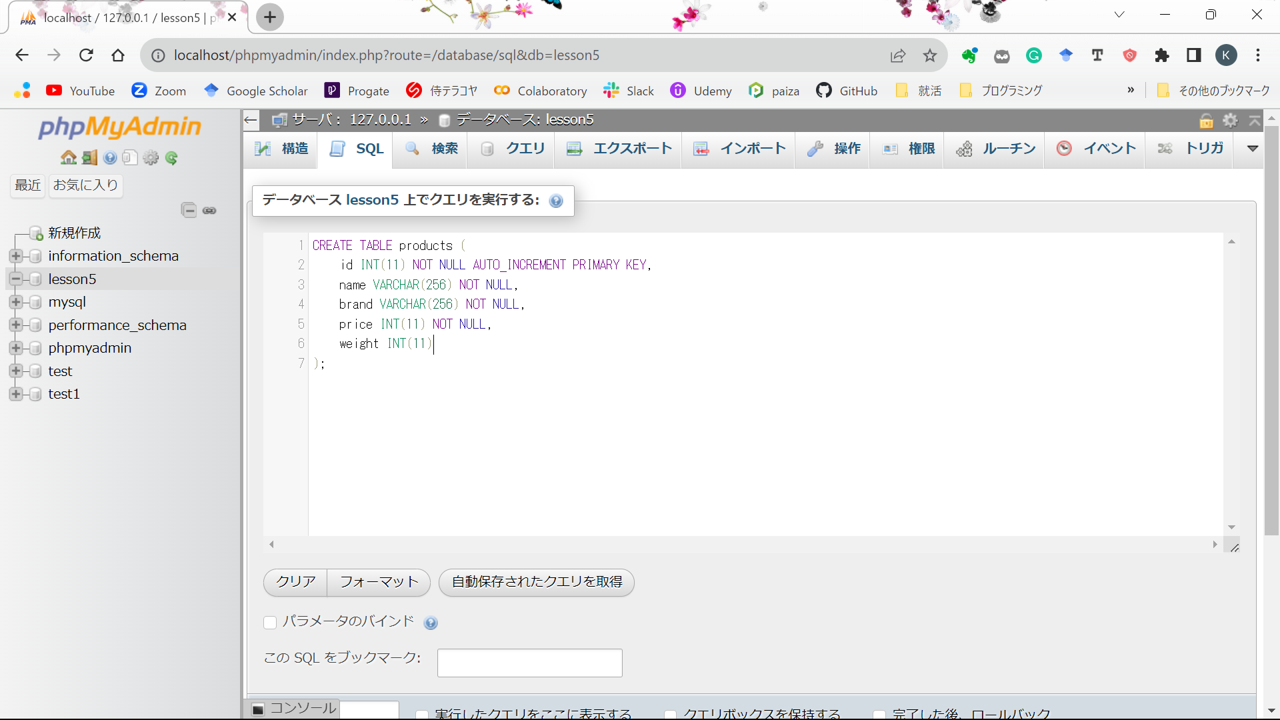 localhost / 127.0.0.1 / lesson5 | p
localhost/phpmyadmin/index.php?route=/database/sql&db=lesson5
K
YouTube Zoom Google Scholar Progate 侍テラコヤ Colaboratory Slack Udemy paiza GitHub 就活 プログラミング » その他のブックマーク
phpMyAdmin
最近 お気に入り
新規作成
information_schema
lesson5
mysql
performance_schema
phpmyadmin
test
test1
サーバ: 127.0.0.1 » データベース: lesson5
構造 SQL 検索 クエリ エクスポート インポート 操作 権限 ルーチン イベント トリガ
データベース lesson5 上でクエリを実行する:
1 CREATE TABLE products (
2 id INT(11) NOT NULL AUTO_INCREMENT PRIMARY KEY,
3 name VARCHAR(256) NOT NULL,
4 brand VARCHAR(256) NOT NULL,
5 price INT(11) NOT NULL,
6 weight INT(11)
7 );
クリア フォーマット 自動保存されたクエリを取得
パラメータのバインド
この SQL をブックマーク:
コンソール
実行したクエリをここに表示する クエリボックスを保持する 完了した後、ロールバック